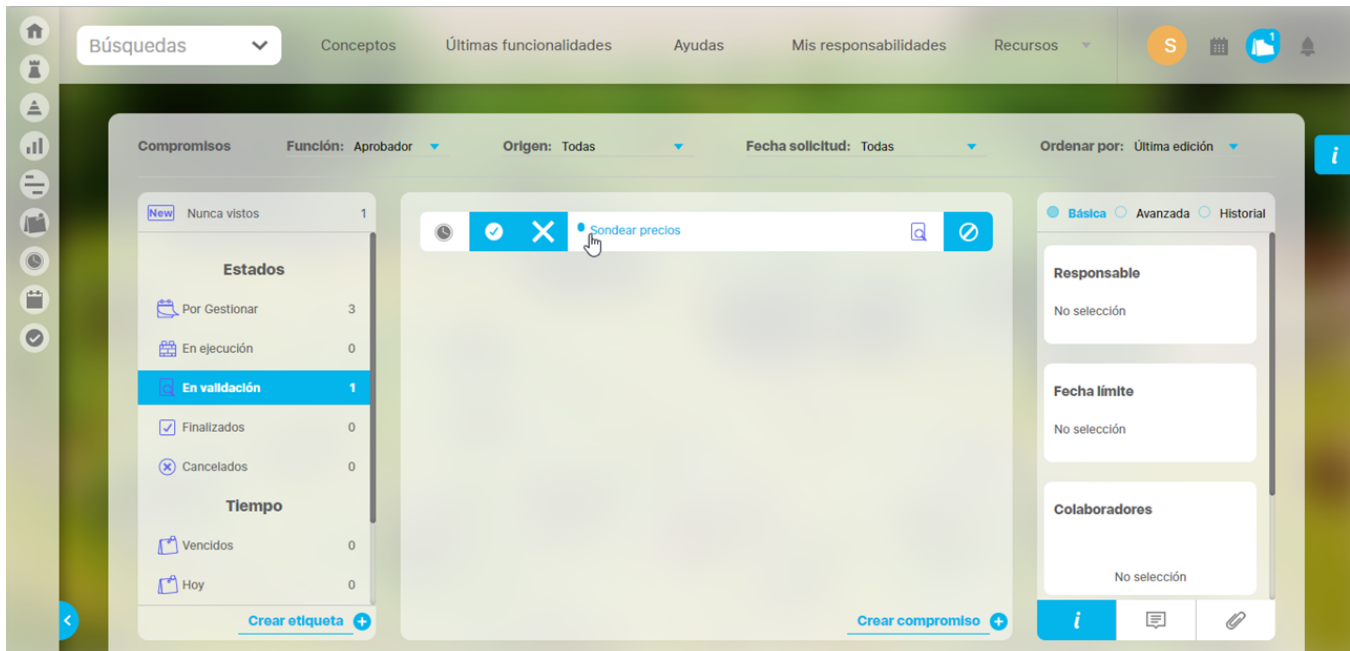 Búsquedas
Conceptos
Últimas funcionalidades
Ayudas
Mis responsabilidades
Recursos
S
1
Compromisos
Función: Aprobador
Origen: Todas
Fecha solicitud: Todas
Ordenar por: Última edición
i
New Nunca vistos 1
Estados
Por Gestionar 3
En ejecución 0
En validación 1
Finalizados 0
Cancelados 0
Tiempo
Vencidos 0
Hoy 0
Crear etiqueta
Sondear precios
Crear compromiso
Básica Avanzada Historial
Responsable
No selección
Fecha límite
No selección
Colaboradores
No selección
i